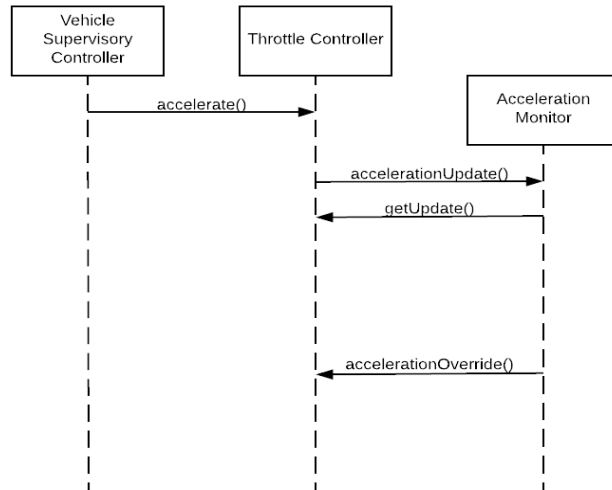 Vehicle
Supervisory
Controller
Throttle Controller
Acceleration
Monitor
accelerate()
accelerationUpdate()
getUpdate()
accelerationOverride()